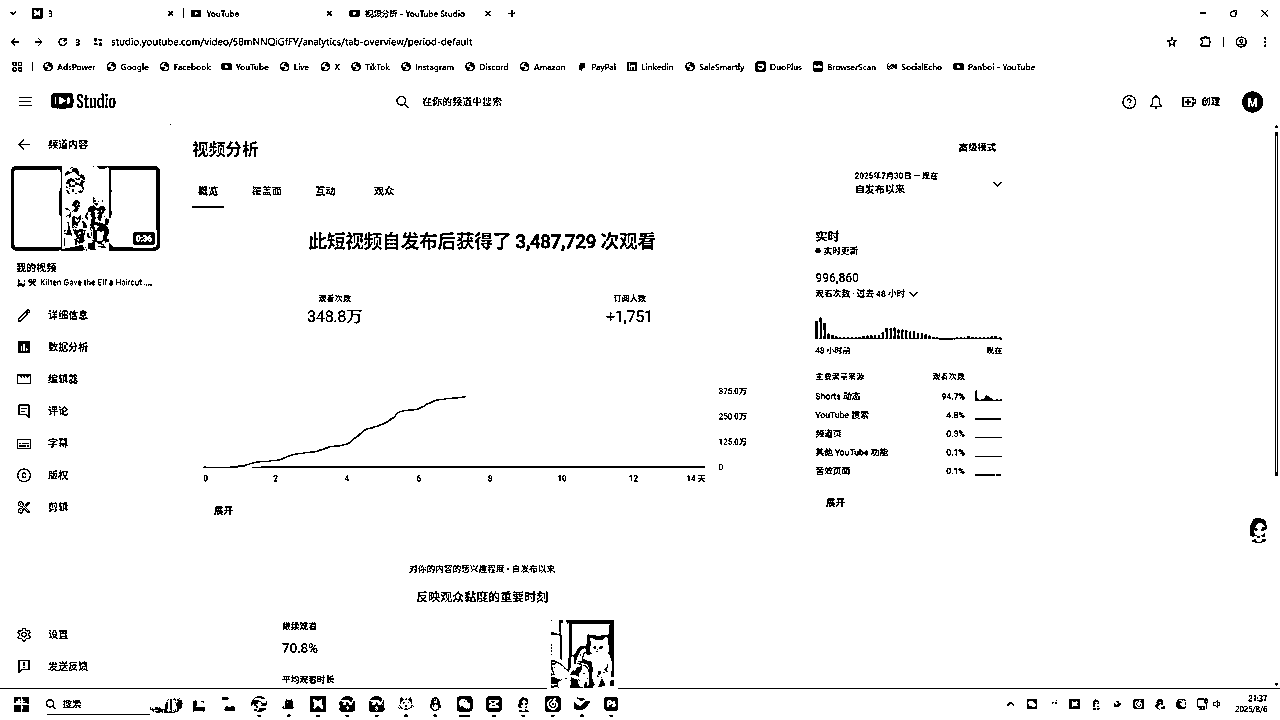 3
YouTube
视频分析 - YouTube Studio
3
studio.youtube.com/video/S8mNNQiGfFY/analytics/tab-overview/period-default
AdsPower Google Facebook YouTube Live X TikTok Instagram Discord Amazon PayPal Linkedin SaleSmartly DuoPlus BrowserScan SocialEcho Panboi - YouTube
Studio
在你的频道中搜索
创建
M
频道内容
视频分析
高级模式
概览 覆盖面 互动 观众
2025年7月30日 – 现在
自发布以来
0:36
我的视频
Kitten Gave the Elf a Haircut ...
详细信息
数据分析
编辑器
评论
字幕
版权
剪辑
设置
发送反馈
此短视频自发布后获得了 3,487,729 次观看
观看次数
348.8万
订阅人数
+1,751
375.0万
250.0万
125.0万
0
0 2 4 6 8 10 12 14 天
展开
实时
实时更新
996,860
观看次数 · 过去 48 小时
48 小时前 现在
主要流量来源 观看次数
Shorts 动态 94.7%
YouTube 搜索 4.8%
频道页 0.3%
其他 YouTube 功能 0.1%
音效页面 0.1%
展开
对你的内容的感兴趣程度 · 自发布以来
反映观众黏度的重要时刻
继续观看
70.8%
平均观看时长
搜索
21:37
2025/8/6